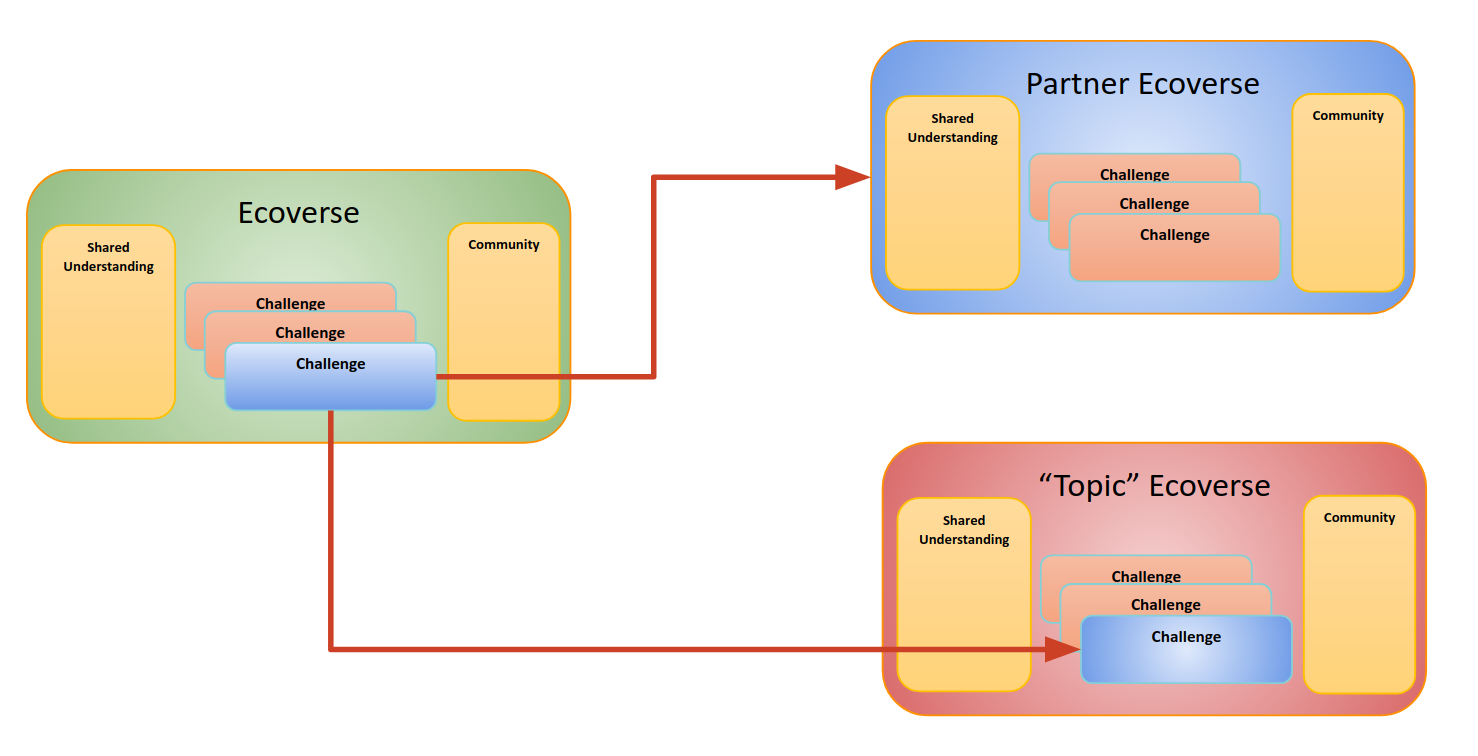 Ecoverse
Shared
Understanding
Community
Challenge
Challenge
Challenge
Partner Ecoverse
Shared
Understanding
Community
Challenge
Challenge
Challenge
“Topic” Ecoverse
Shared
Understanding
Community
Challenge
Challenge
Challenge